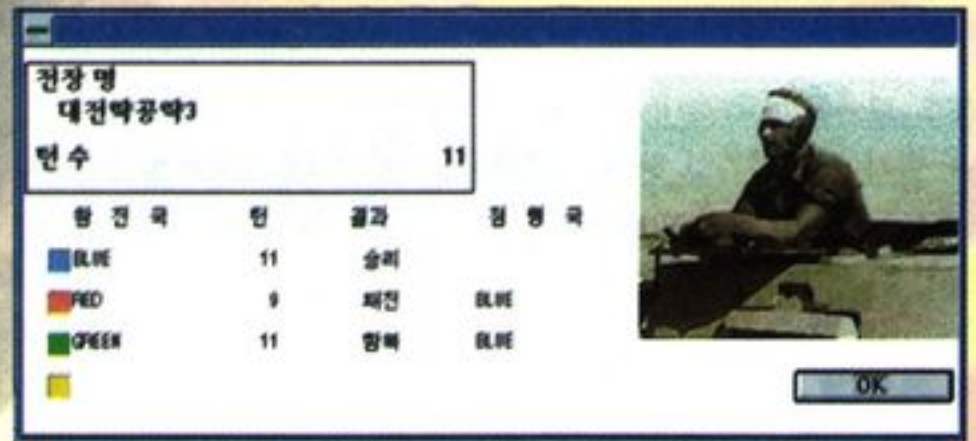 전장 명
대전략공략3
턴 수 11
참 전 국 턴 결과 점 령 국
BLUE 11 승리
RED 9 패전 BLUE
GREEN 11 항복 BLUE
OK